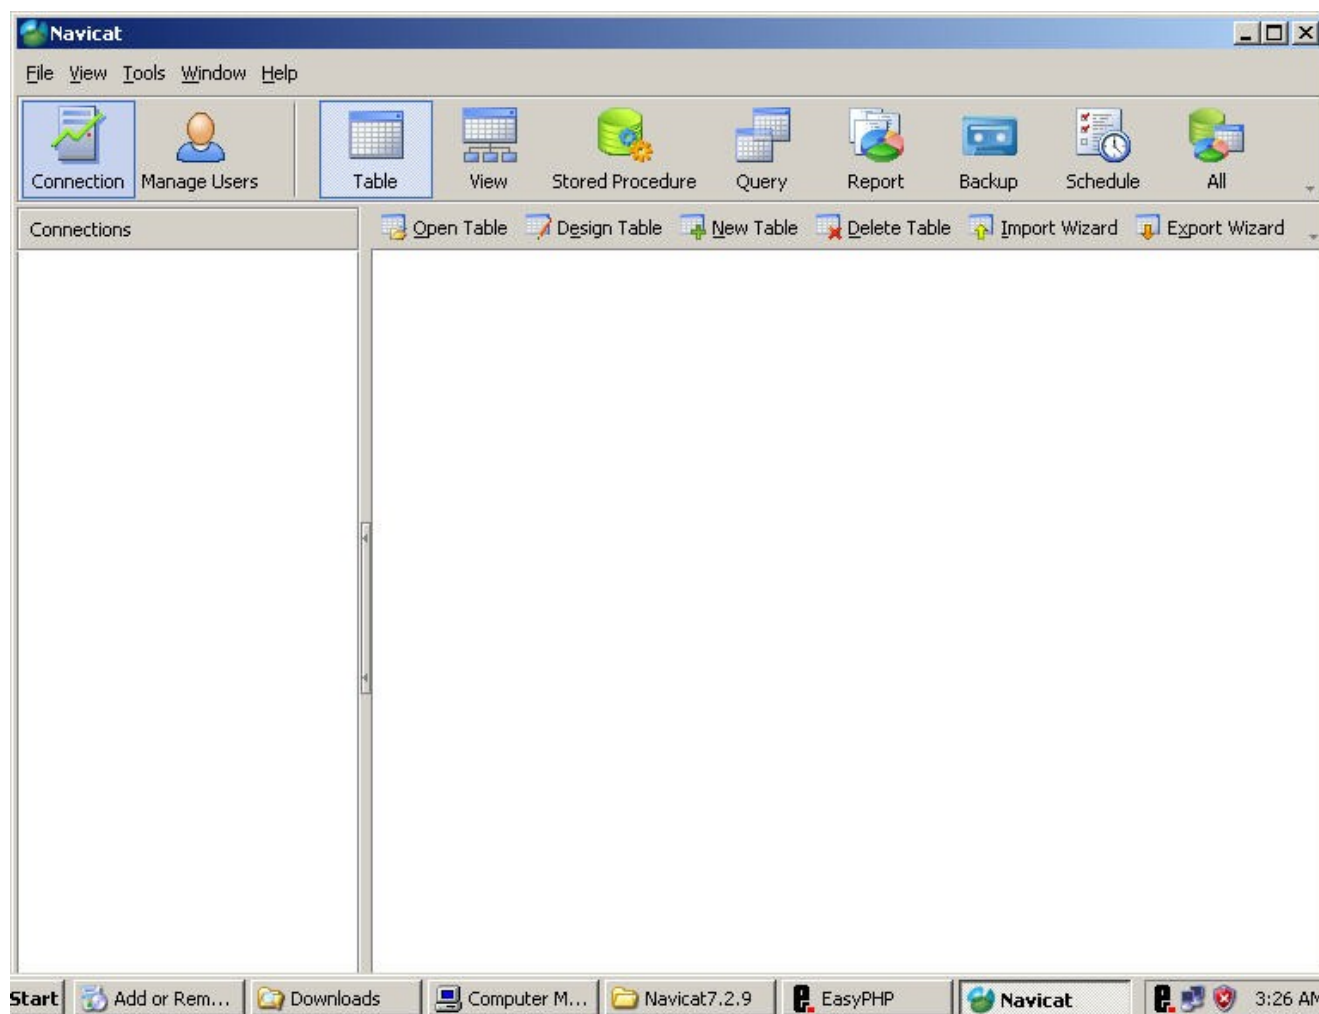 Navicat
File View Tools Window Help
Connection Manage Users Table View Stored Procedure Query Report Backup Schedule All
Connections Open Table Design Table New Table Delete Table Import Wizard Export Wizard
Start Add or Rem... Downloads Computer M... Navicat7.2.9 EasyPHP Navicat 3:26 AM